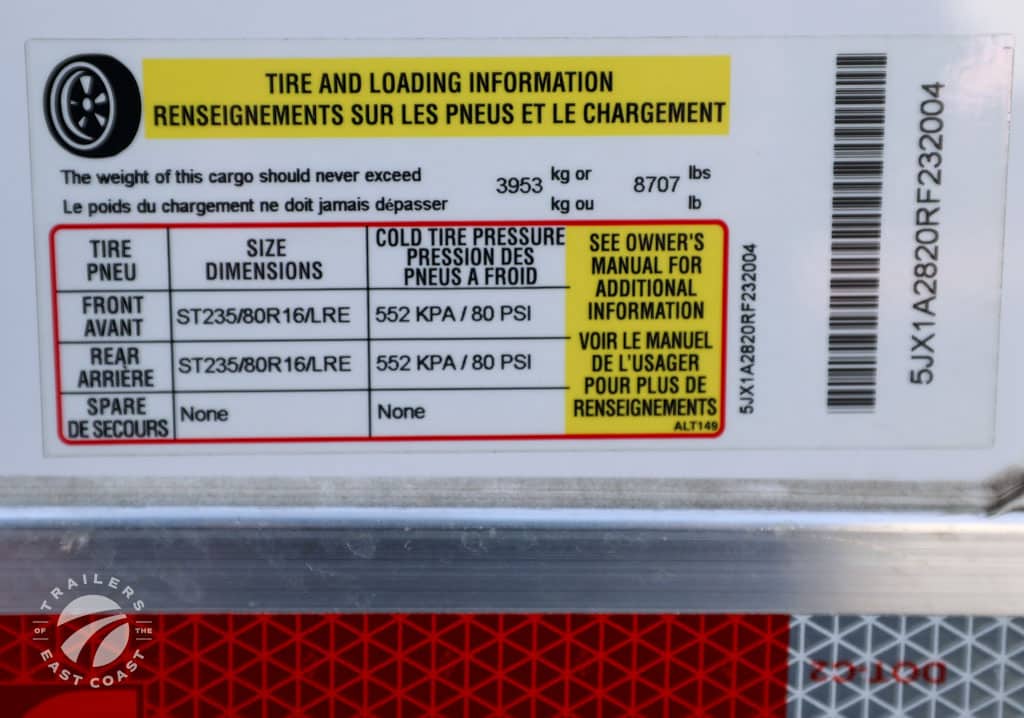 TIRE AND LOADING INFORMATION
RENSEIGNEMENTS SUR LES PNEUS ET LE CHARGEMENT
The weight of this cargo should never exceed 3953 kg or 8707 lbs
Le poids du chargement ne doit jamais dépasser kg ou lb
TIRE
PNEU
SIZE
DIMENSIONS
COLD TIRE PRESSURE
PRESSION DES
PNEUS A FROID
FRONT
AVANT
ST235/80R16/LRE
552 KPA / 80 PSI
REAR
ARRIÈRE
ST235/80R16/LRE
552 KPA / 80 PSI
SPARE
DE SECOURS
None
None
SEE OWNER'S
MANUAL FOR
ADDITIONAL
INFORMATION
VOIR LE MANUEL
DE L'USAGER
POUR PLUS DE
RENSEIGNEMENTS
ALT149
5JX1A2820RF232004
5JX1A2820RF232004
TRAILERS
OF THE
EAST COAST
DOT-C2